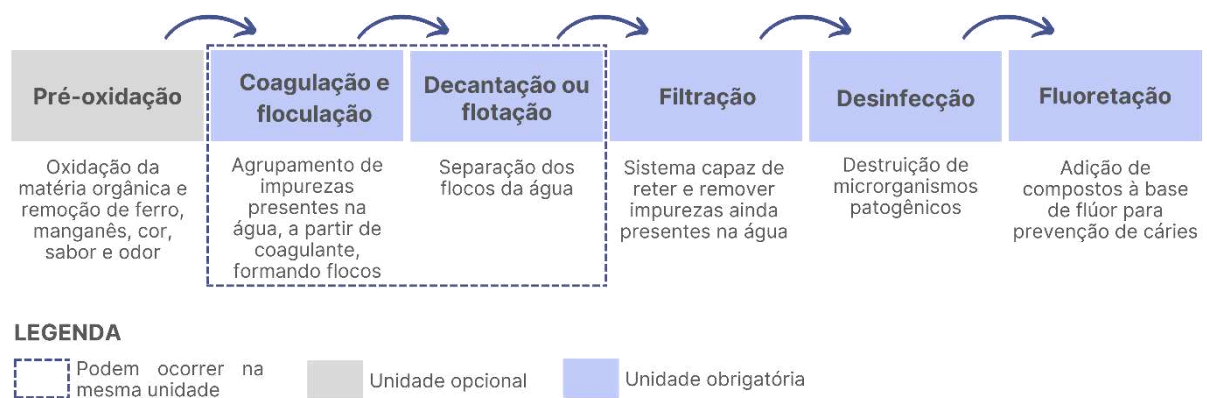 Pré-oxidação
Oxidação da
matéria orgânica e
remoção de ferro,
manganês, cor,
sabor e odor
Coagulação e
floculação
Agrupamento de
impurezas
presentes na
água, a partir de
coagulante,
formando flocos
Decantação ou
flotação
Separação dos
flocos da água
Filtração
Sistema capaz de
reter e remover
impurezas ainda
presentes na água
Desinfecção
Destruição de
microrganismos
patogênicos
Fluoretação
Adição de
compostos à base
de flúor para
prevenção de cáries
LEGENDA
Podem ocorrer na
mesma unidade
Unidade opcional
Unidade obrigatória